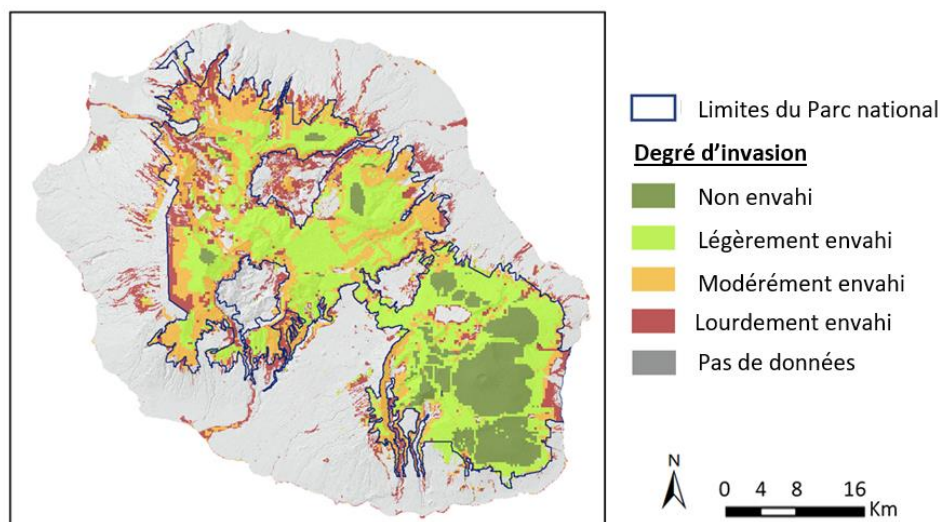 Limites du Parc national
Degré d’invasion
Non envahi
Légèrement envahi
Modérément envahi
Lourdement envahi
Pas de données
N
0 4 8 16
Km